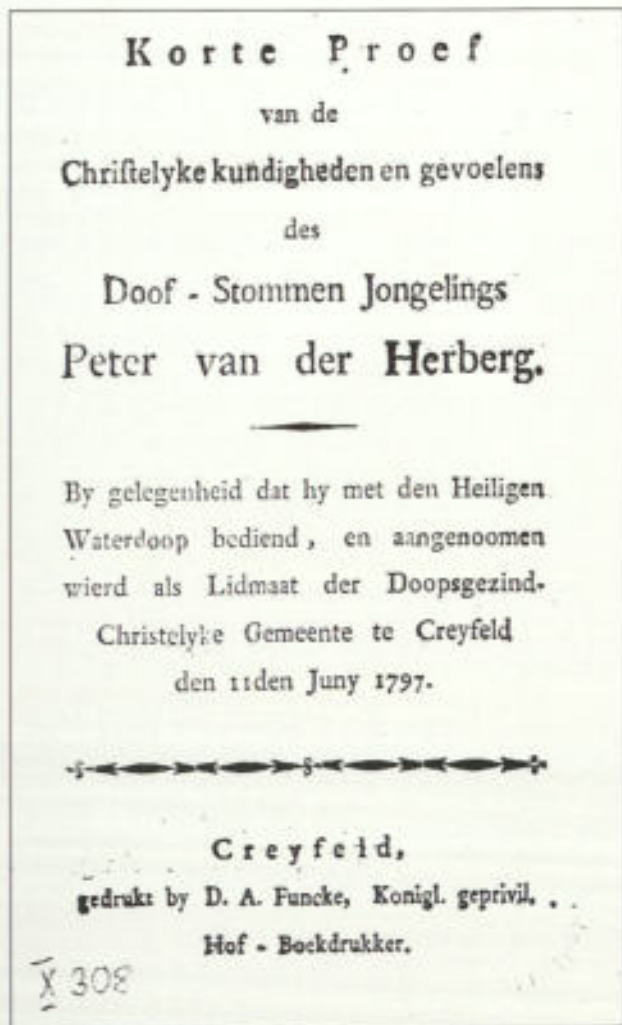 Korte Proef
van de
Chriſtelyke kundigheden en gevoelens
des
Doof - Stommen Jongelings
Peter van der Herberg.
By gelegenheid dat hy met den Heiligen
Waterdoop bediend, en aangenoomen
wierd als Lidmaat der Doopsgezind-
Christelyke Gemeente te Creyfeld
den 11den Juny 1797.
Creyfeld,
gedrukt by D. A. Funcke, Konigl. geprivil.
Hof - Boekdrukker.
X 308